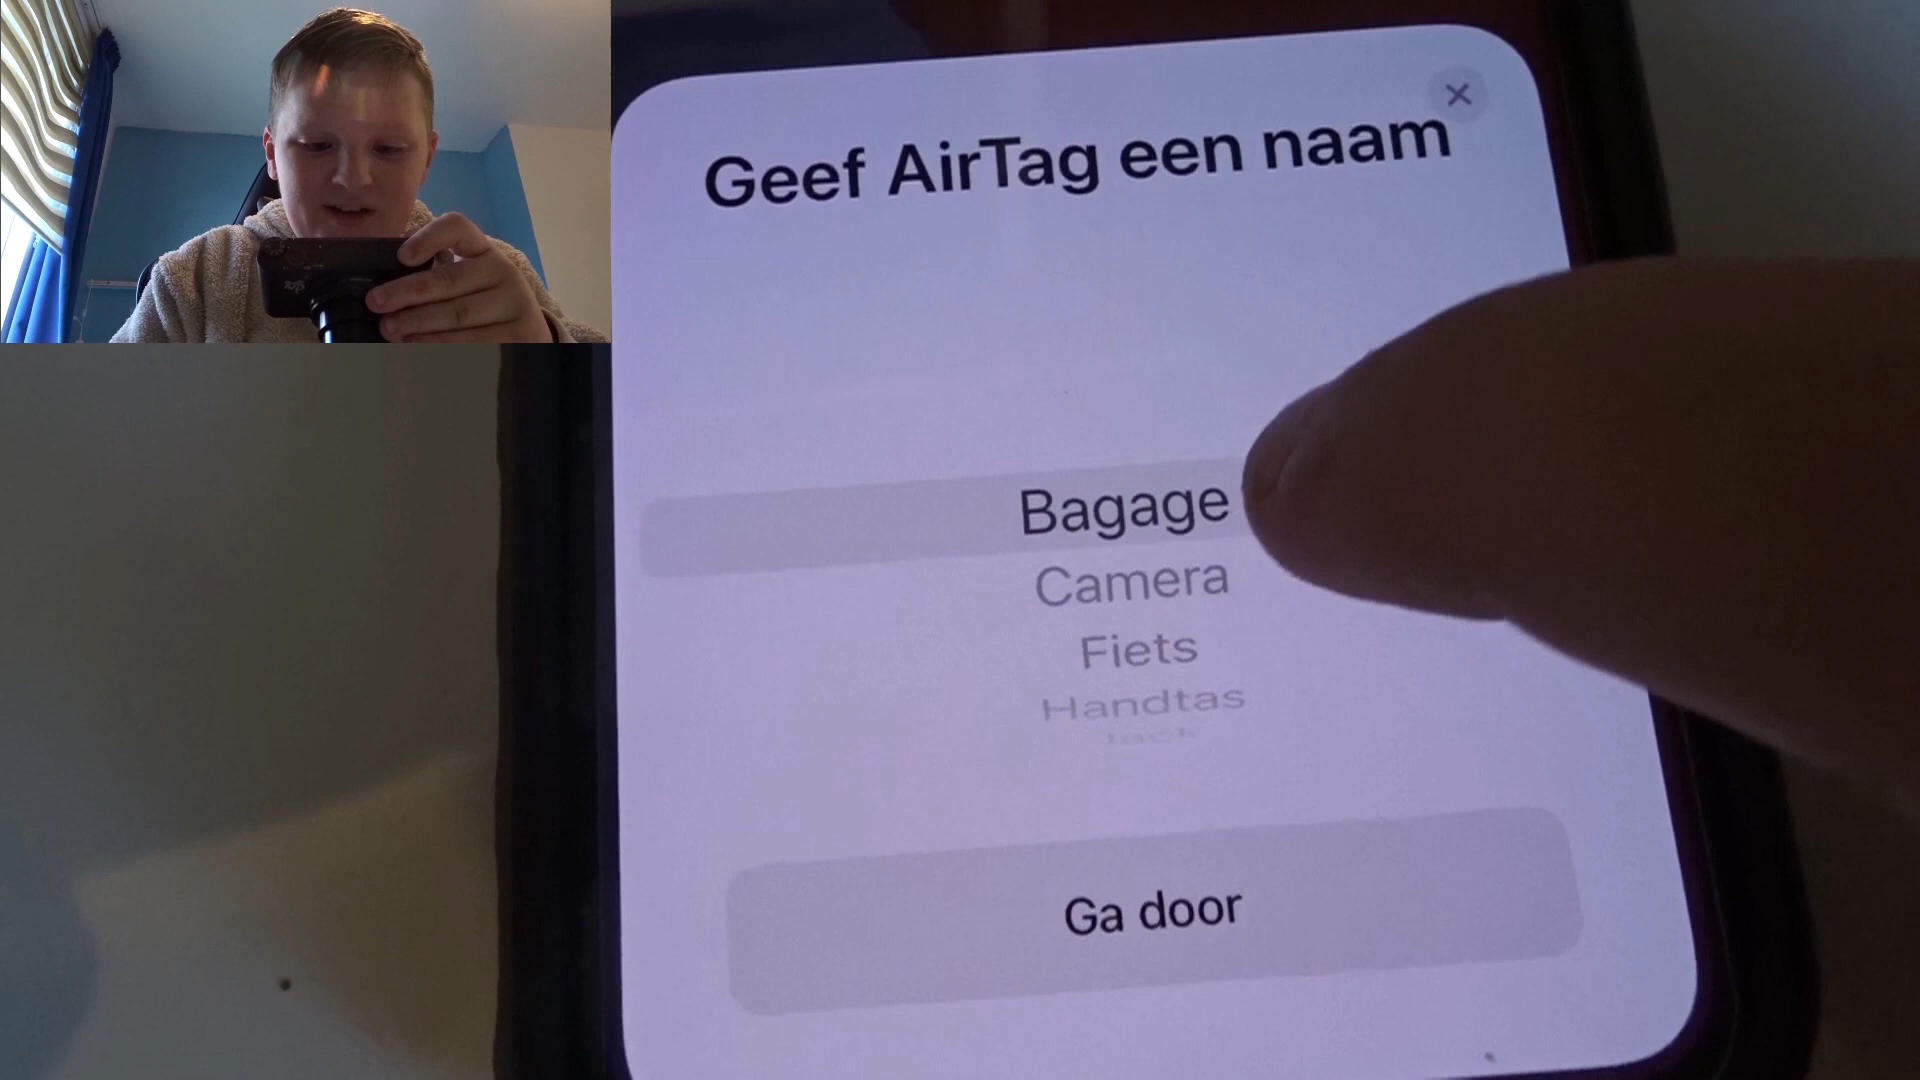 Geef AirTag een naam
Bagage
Camera
Fiets
Handtas
Ga door